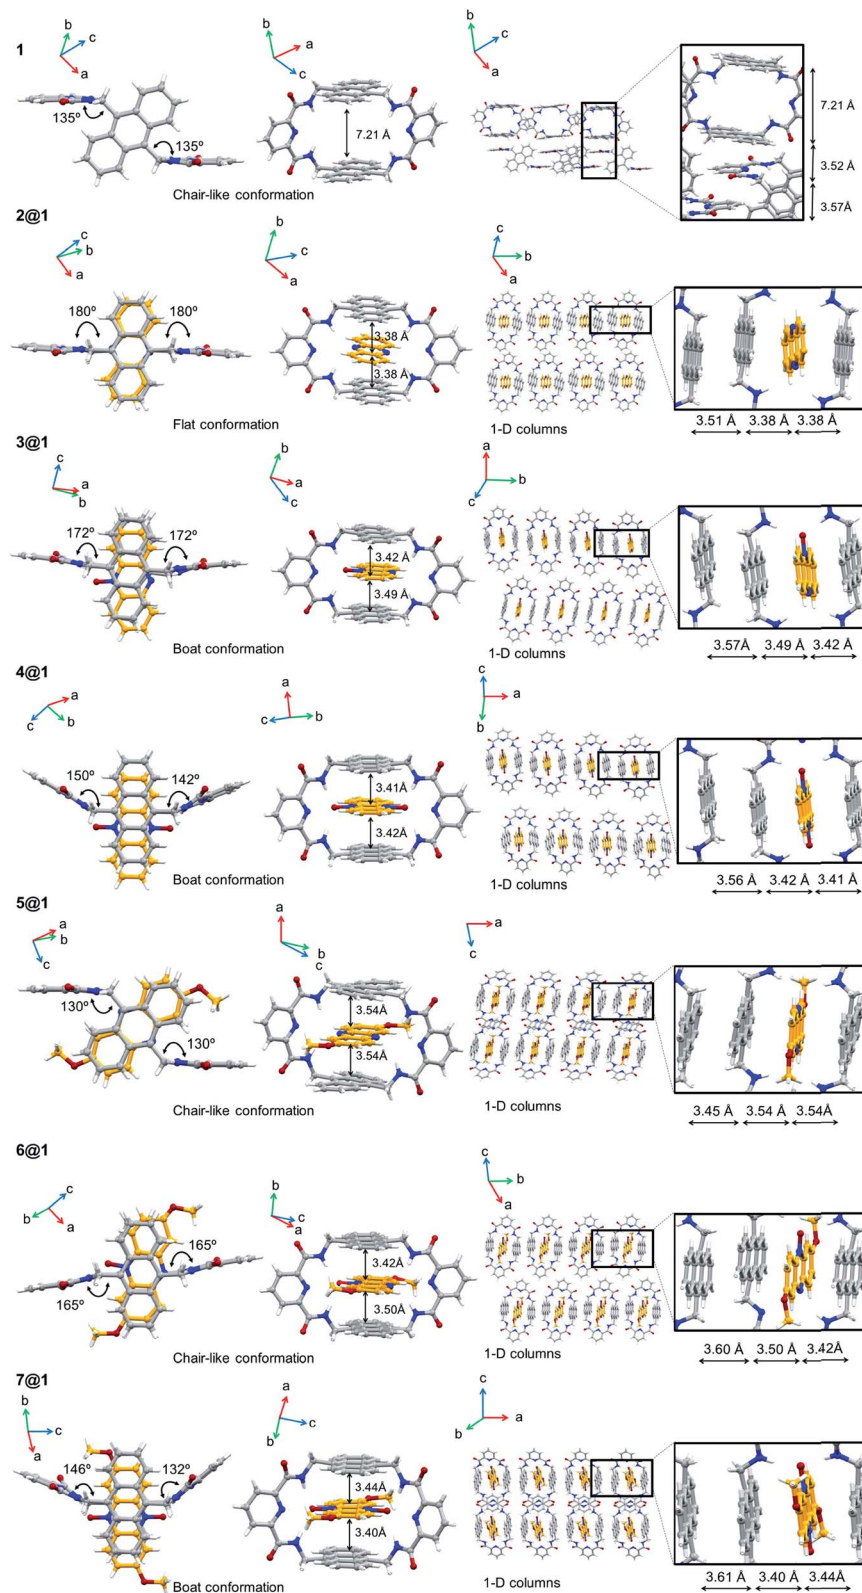 1
b
c
a
135º
135º
Chair-like conformation
b
a
c
7.21 Å
b
c
a
7.21 Å
3.52 Å
3.57Å
2@1
c
b
a
180º
180º
Flat conformation
b
c
a
3.38 Å
3.38 Å
c
b
a
1-D columns
3.51 Å
3.38 Å
3.38 Å
3@1
c
a
b
172º
172º
Boat conformation
b
a
c
3.42 Å
3.49 Å
a
b
c
1-D columns
3.57Å
3.49 Å
3.42 Å
4@1
a
c
b
150º
142º
Boat conformation
a
c
b
3.41 Å
3.42 Å
c
a
b
1-D columns
3.56 Å
3.42 Å
3.41 Å
5@1
a
b
c
130º
130º
Chair-like conformation
a
b
c
3.54Å
3.54Å
a
c
1-D columns
3.45 Å
3.54 Å
3.54Å
6@1
c
b
a
165º
165º
Chair-like conformation
b
c
a
3.42 Å
3.50Å
c
b
a
1-D columns
3.60 Å
3.50 Å
3.42Å
7@1
b
c
a
146º
132º
Boat conformation
a
c
b
3.44Å
3.40Å
c
a
b
1-D columns
3.61 Å
3.40 Å
3.44Å